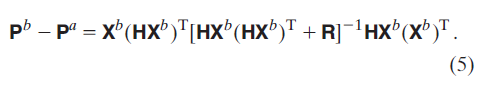 𝐏ᵇ − 𝐏ᵃ = 𝐗ᵇ(𝐇𝐗ᵇ)ᵀ[𝐇𝐗ᵇ(𝐇𝐗ᵇ)ᵀ + 𝐑]⁻¹𝐇𝐗ᵇ(𝐗ᵇ)ᵀ.
(5)